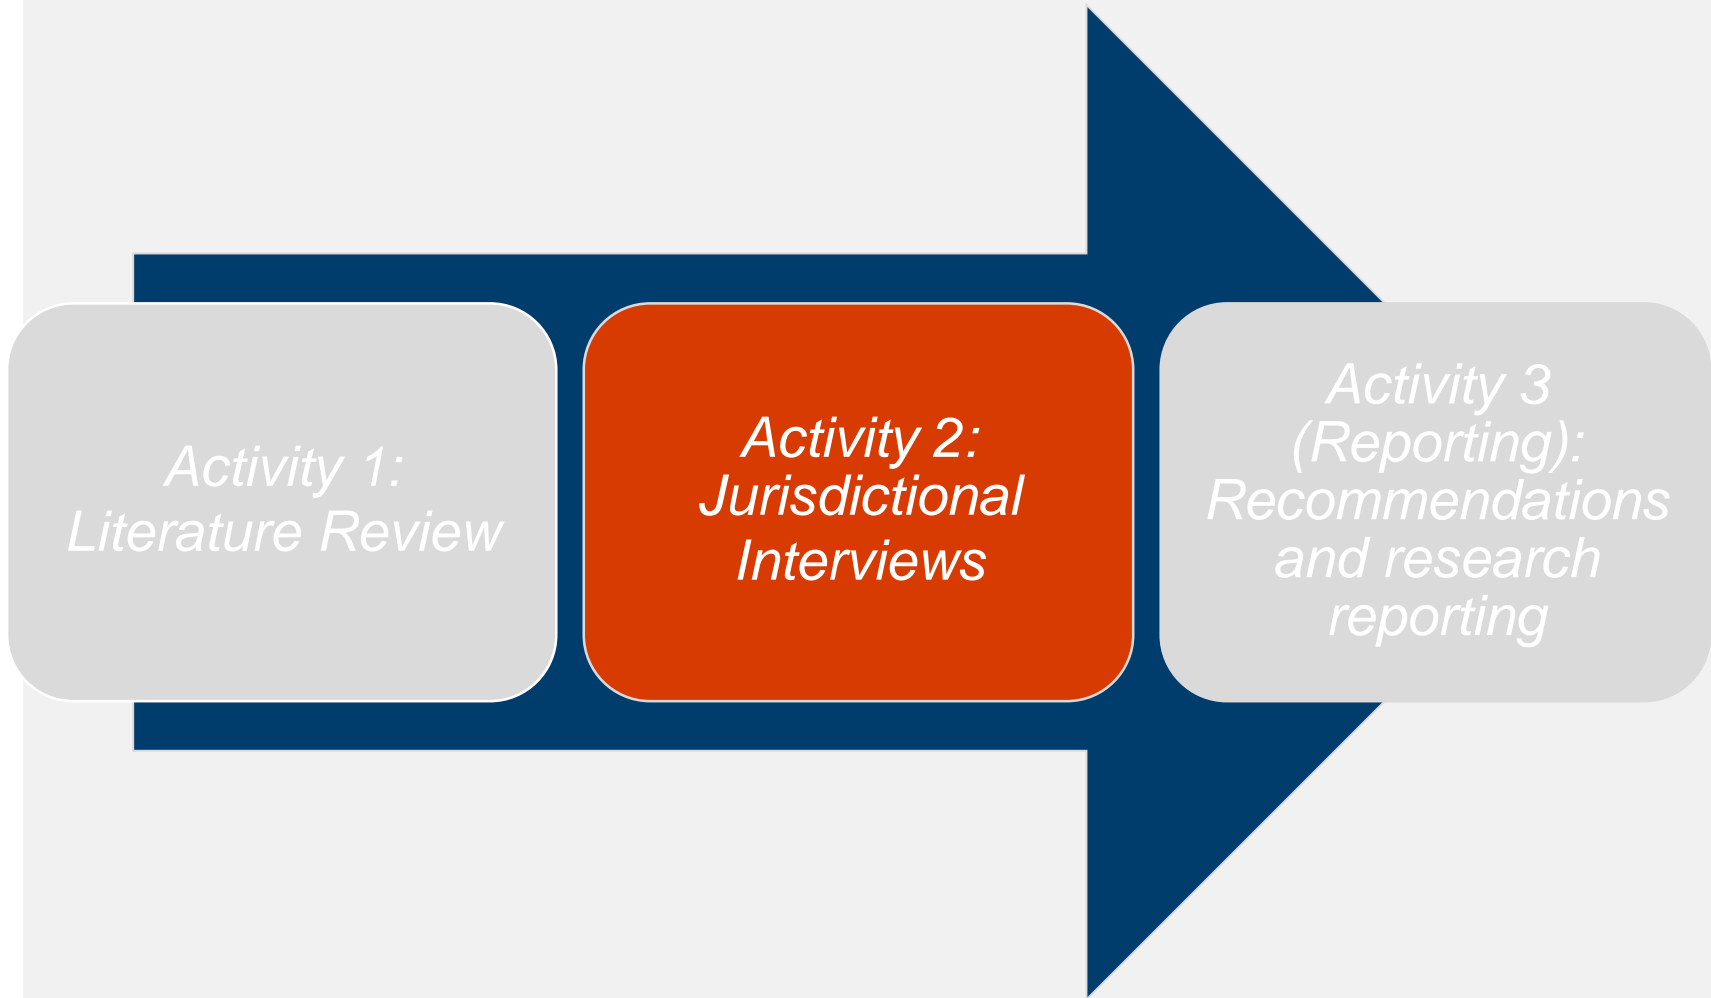 Activity 1:
Literature Review
Activity 2:
Jurisdictional
Interviews
Activity 3
(Reporting):
Recommendations
and research
reporting